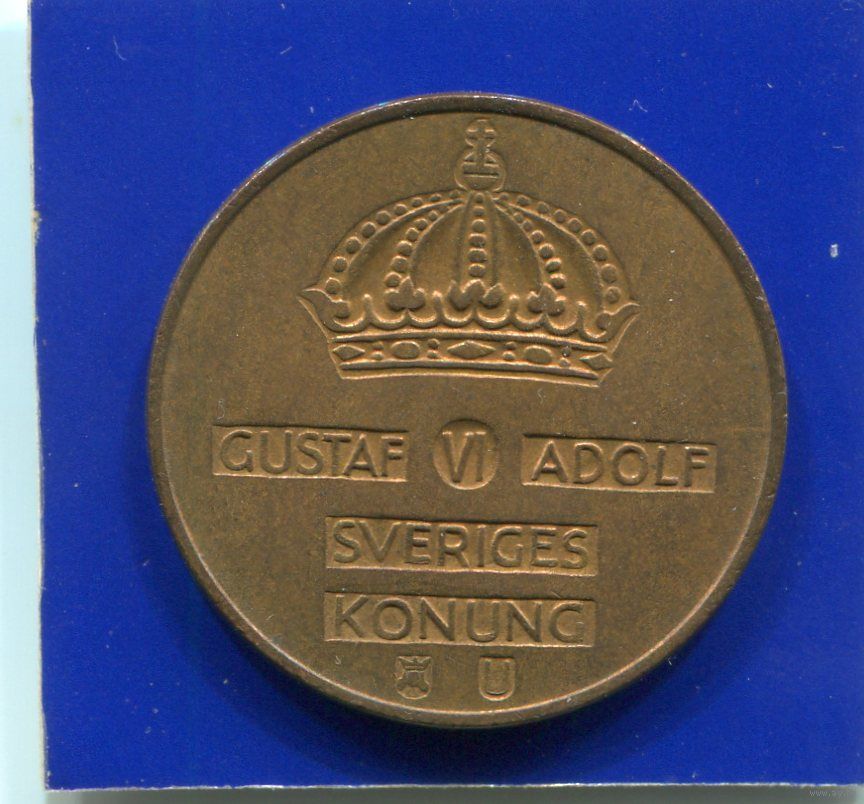 GUSTAF VI ADOLF
SVERIGES
KONUNG
U